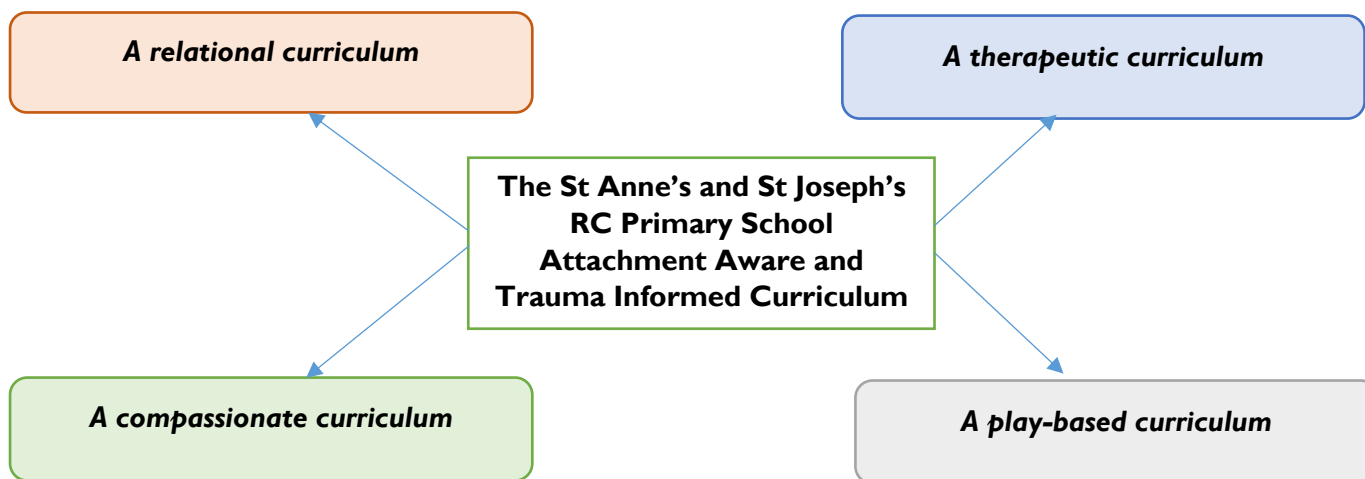 A relational curriculum
A therapeutic curriculum
The St Anne’s and St Joseph’s
RC Primary School
Attachment Aware and
Trauma Informed Curriculum
A compassionate curriculum
A play-based curriculum